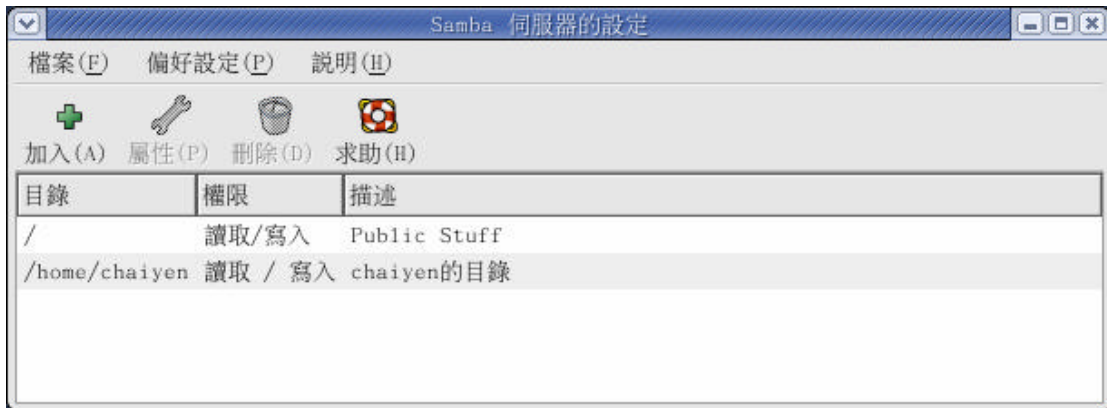 Samba 伺服器的設定
檔案(F) 偏好設定(P) 說明(H)
加入(A) 屬性(P) 刪除(D) 求助(H)
目錄 權限 描述
/ 讀取/寫入 Public Stuff
/home/chaiyen 讀取 / 寫入 chaiyen的目錄